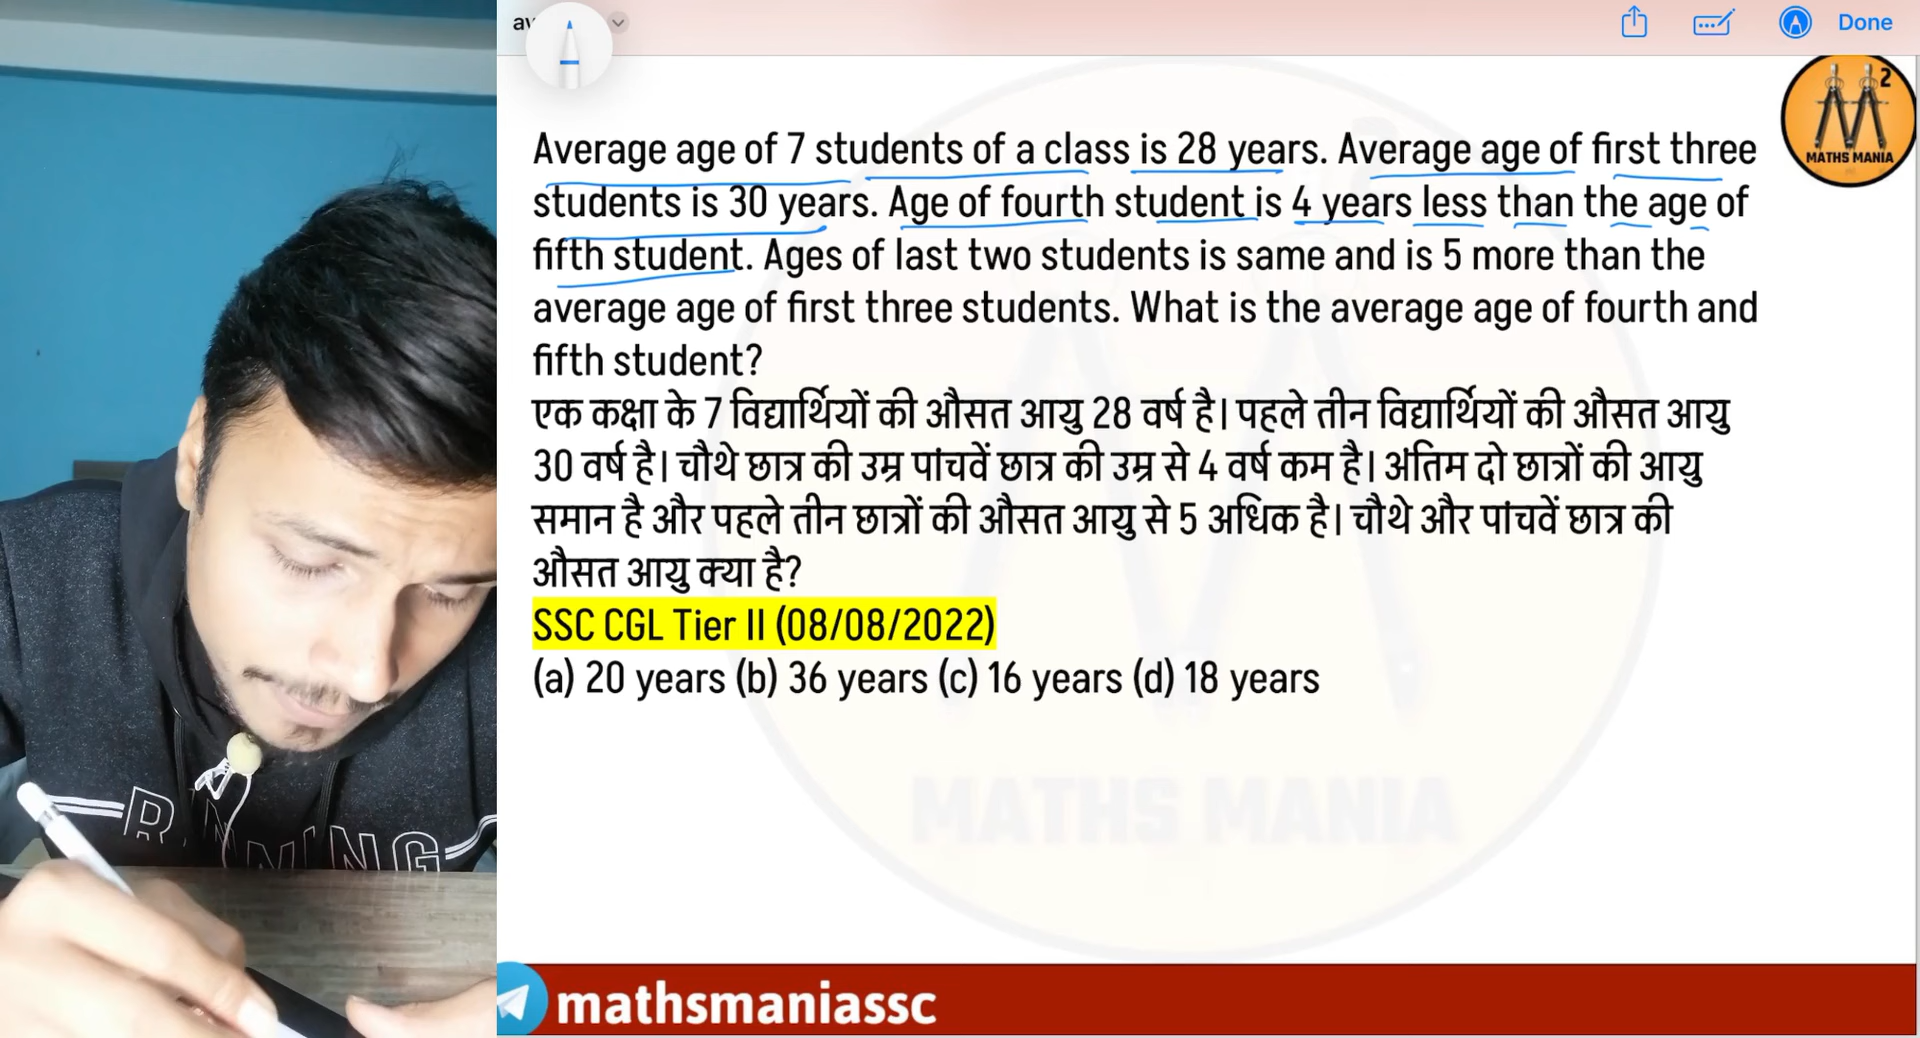 Done
2
MATHS MANIA
Average age of 7 students of a class is 28 years. Average age of first three
students is 30 years. Age of fourth student is 4 years less than the age of
fifth student. Ages of last two students is same and is 5 more than the
average age of first three students. What is the average age of fourth and
fifth student?
एक कक्षा के 7 विद्यार्थियों की औसत आयु 28 वर्ष है। पहले तीन विद्यार्थियों की औसत आयु
30 वर्ष है। चौथे छात्र की उम्र पांचवें छात्र की उम्र से 4 वर्ष कम है। अंतिम दो छात्रों की आयु
समान है और पहले तीन छात्रों की औसत आयु से 5 अधिक है। चौथे और पांचवें छात्र की
औसत आयु क्या है?
SSC CGL Tier II (08/08/2022)
(a) 20 years (b) 36 years (c) 16 years (d) 18 years
MATHS MANIA
mathsmaniassc